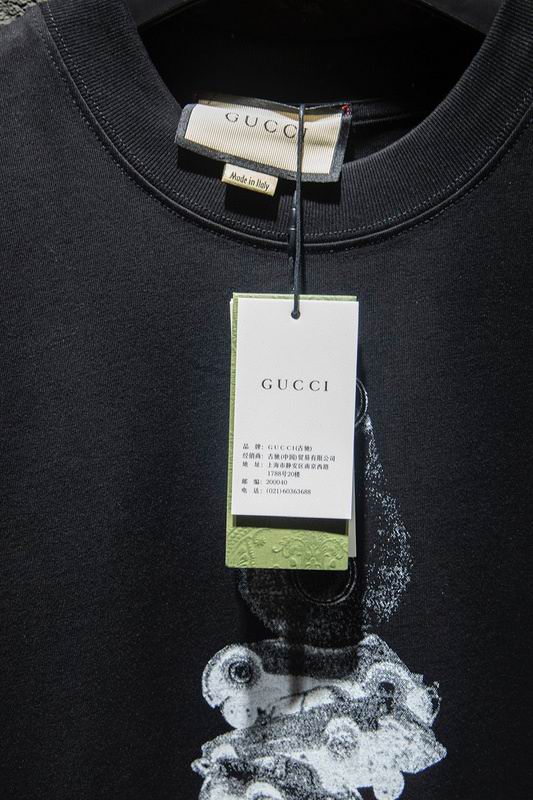 GUCCI
Made in Italy
GUCCI
品 牌: GUCCI(古驰)
经销商: 古驰(中国)贸易有限公司
地 址: 上海市静安区南京西路
1788号20楼
邮 编: 200040
电 话: (021)60363688